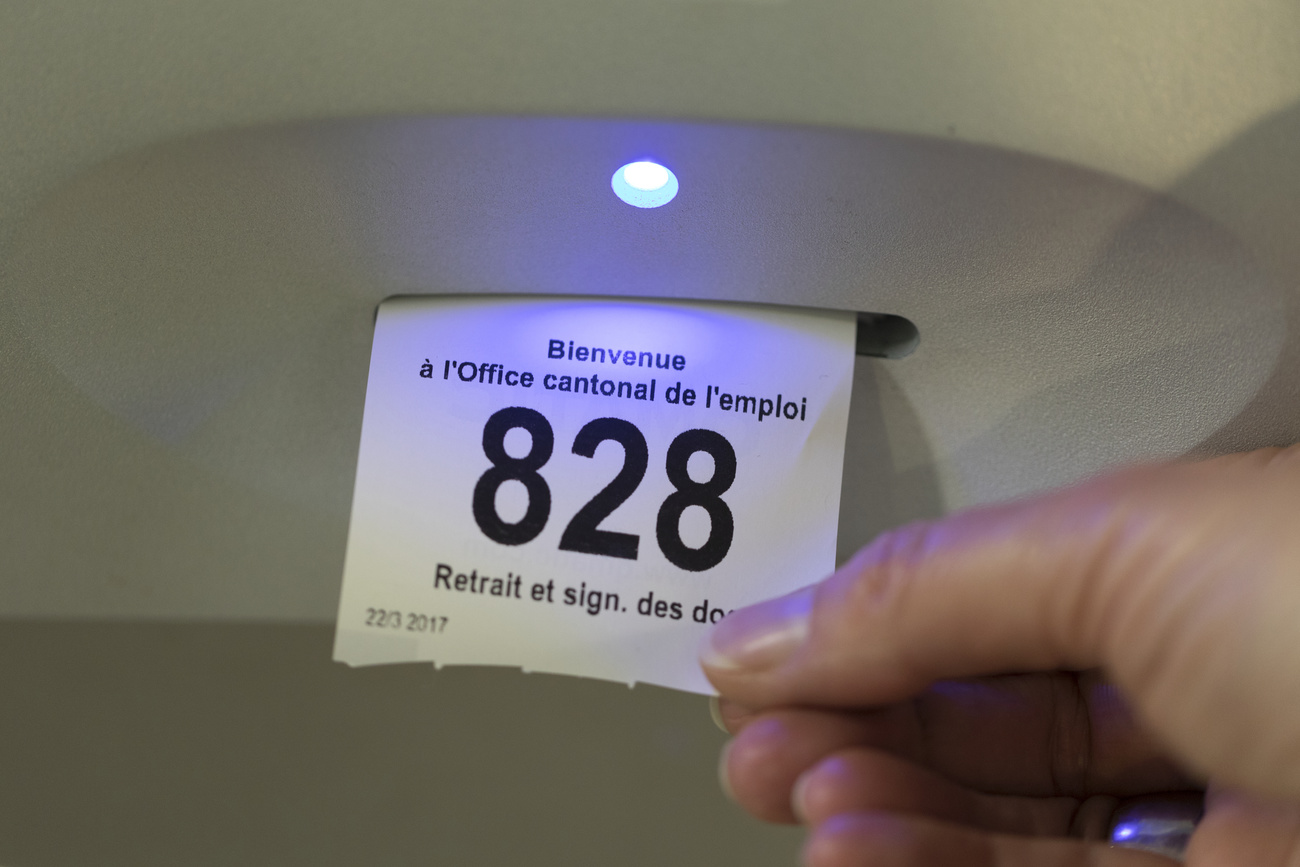 Bienvenue
à l'Office cantonal de l'emploi
828
Retrait et sign. des
22/3 2017